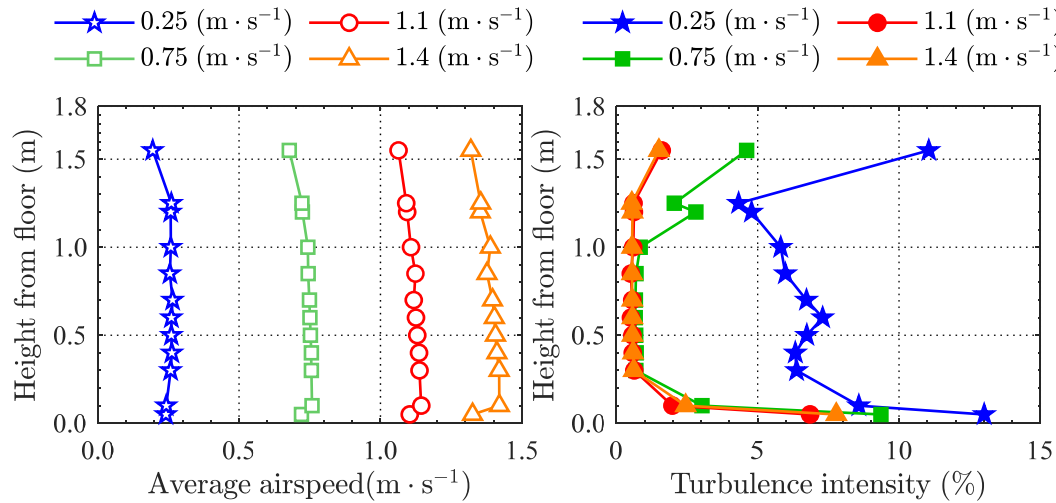 0.25 (m · s⁻¹) 1.1 (m · s⁻¹)
0.75 (m · s⁻¹) 1.4 (m · s⁻¹)
Height from floor (m)
1.8
1.5
1.0
0.5
0.0
0.0 0.5 1.0 1.5
Average airspeed(m · s⁻¹)
0.25 (m · s⁻¹) 1.1 (m · s⁻¹)
0.75 (m · s⁻¹) 1.4 (m · s⁻¹)
Height from floor (m)
1.8
1.5
1.0
0.5
0.0
0 5 10 15
Turbulence intensity (%)